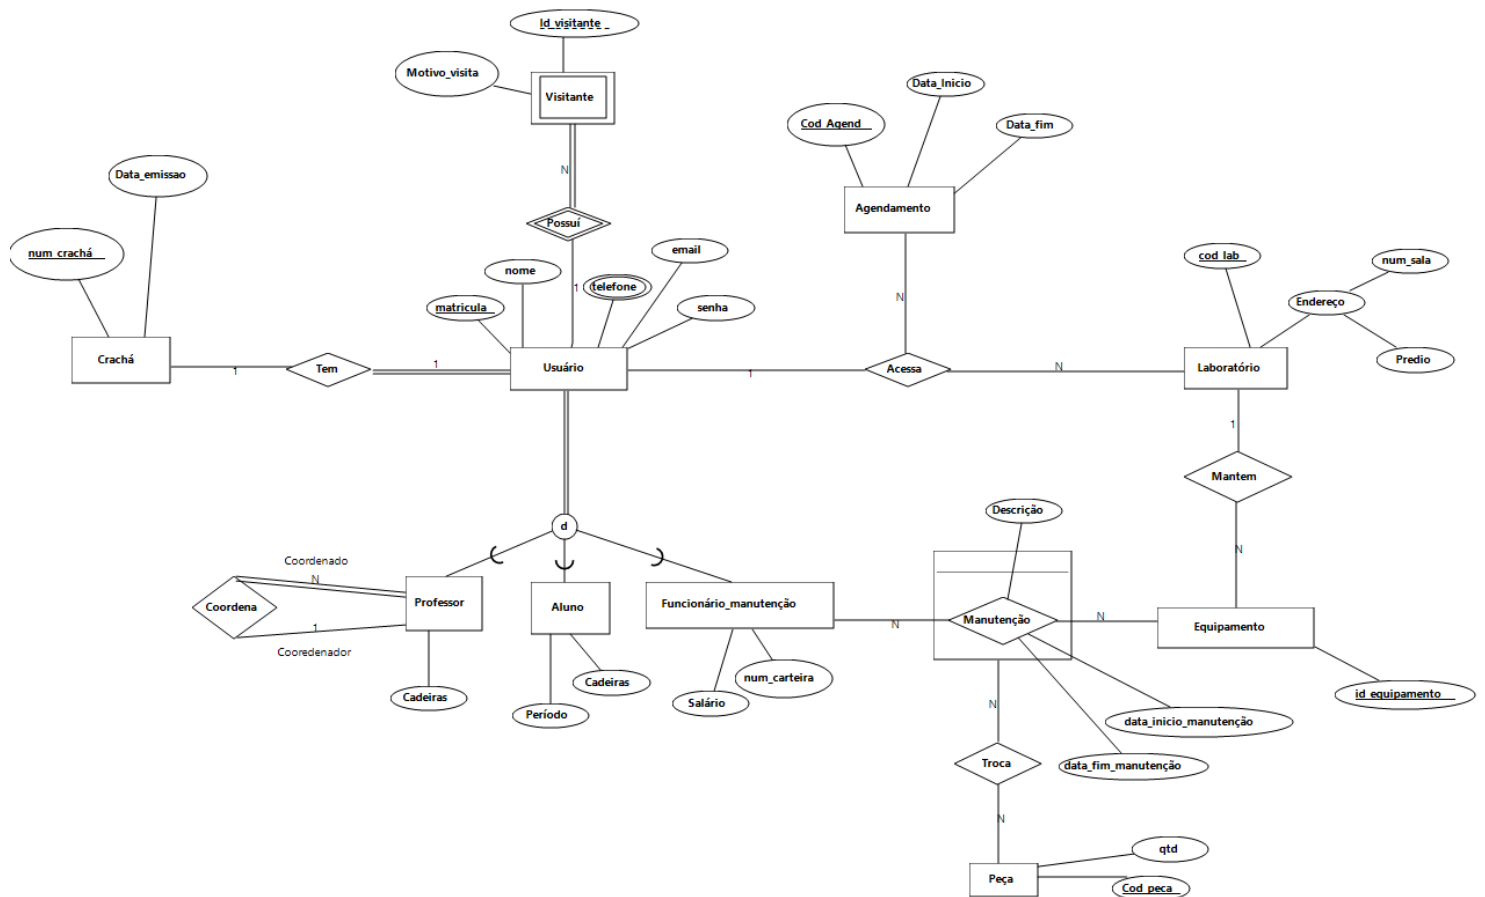 Id_visitante
Motivo_visita
Visitante
Data_Inicio
Cod_Agend
Data_fim
Data_emissao
N
Agendamento
Possuí
num_crachá
nome
email
cod_lab
num_sala
telefone
1
N
Endereço
matricula
senha
Crachá
Tem
Usuário
Acessa
Laboratório
Predio
1
1
1
N
1
Mantem
Descrição
d
Coordenado
N
N
Coordena
Professor
Aluno
Funcionário_manutenção
Manutenção
Equipamento
1
N
N
Cooredenador
Cadeiras
Cadeiras
num_carteira
Salário
Período
id_equipamento
N
data_inicio_manutenção
Troca
data_fim_manutenção
N
qtd
Peça
Cod_peca